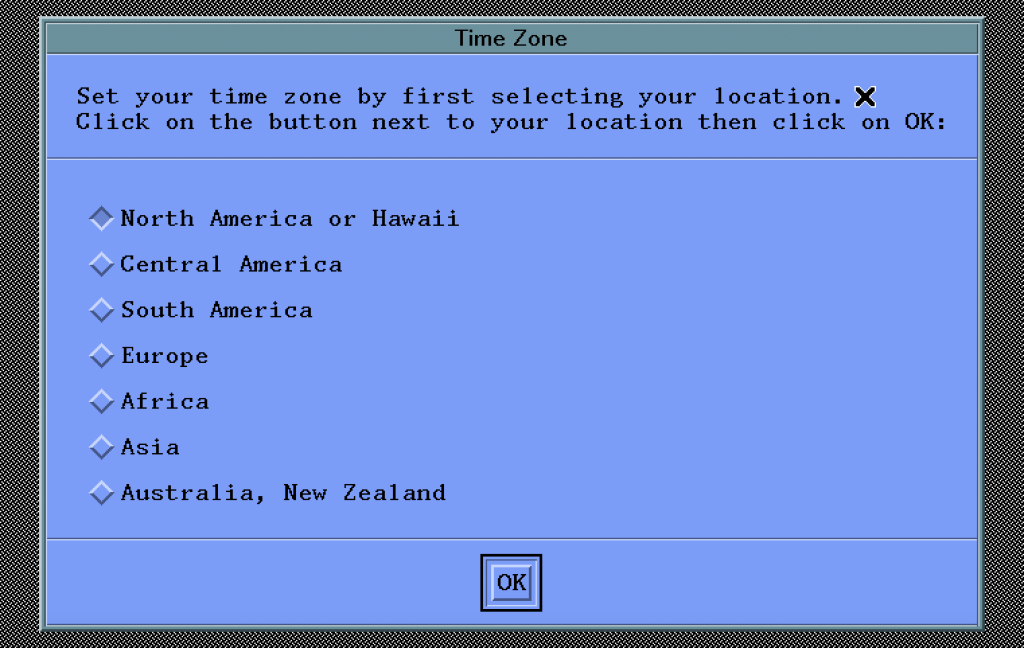 Time Zone
Set your time zone by first selecting your location.
Click on the button next to your location then click on OK:
North America or Hawaii
Central America
South America
Europe
Africa
Asia
Australia, New Zealand
OK